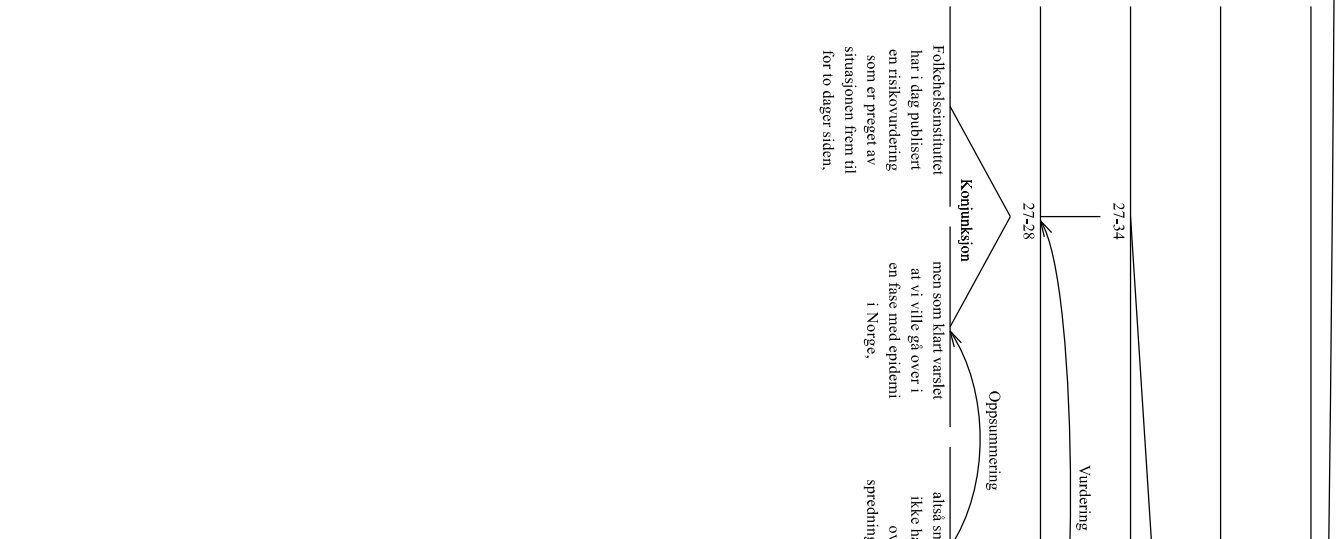 27-34
27-28
Vurdering
Konjunksjon
Oppsummering
Folkehelseinstituttet
har i dag publisert
en risikovurdering
som er preget av
situasjonen frem til
for to dager siden,
men som klart varslet
at vi ville gå over i
en fase med epidemi
i Norge,
altså
ikke